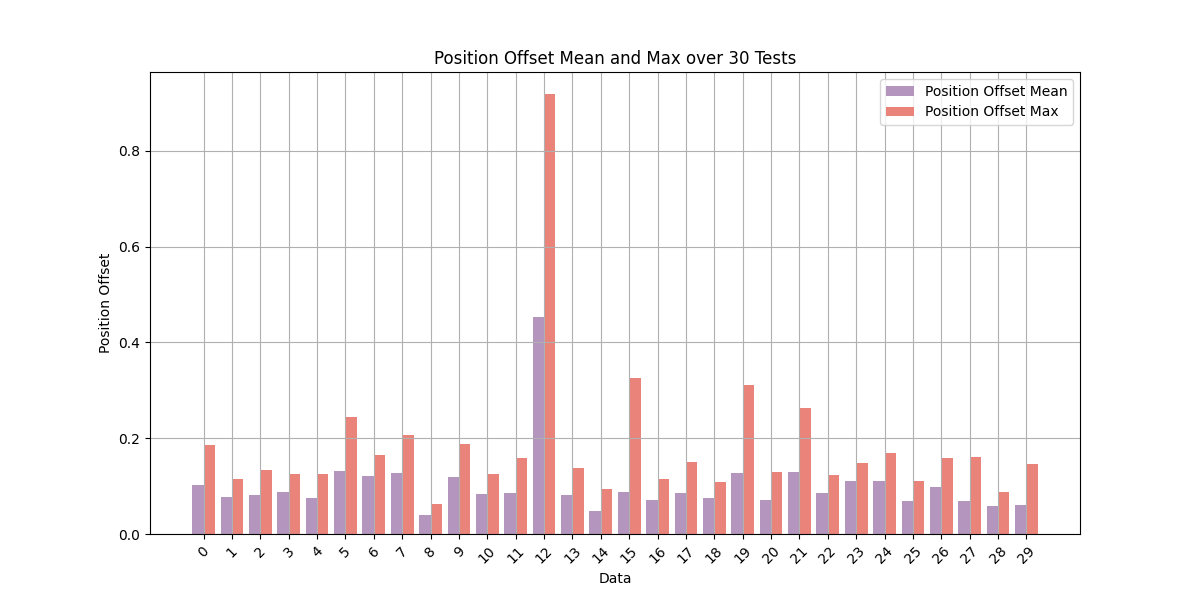 Position Offset Mean and Max over 30 Tests
Position Offset Mean
Position Offset Max
0.8
0.6
0.4
0.2
0.0
Position Offset
0 1 2 3 4 5 6 7 8 9 10 11 12 13 14 15 16 17 18 19 20 21 22 23 24 25 26 27 28 29
Data